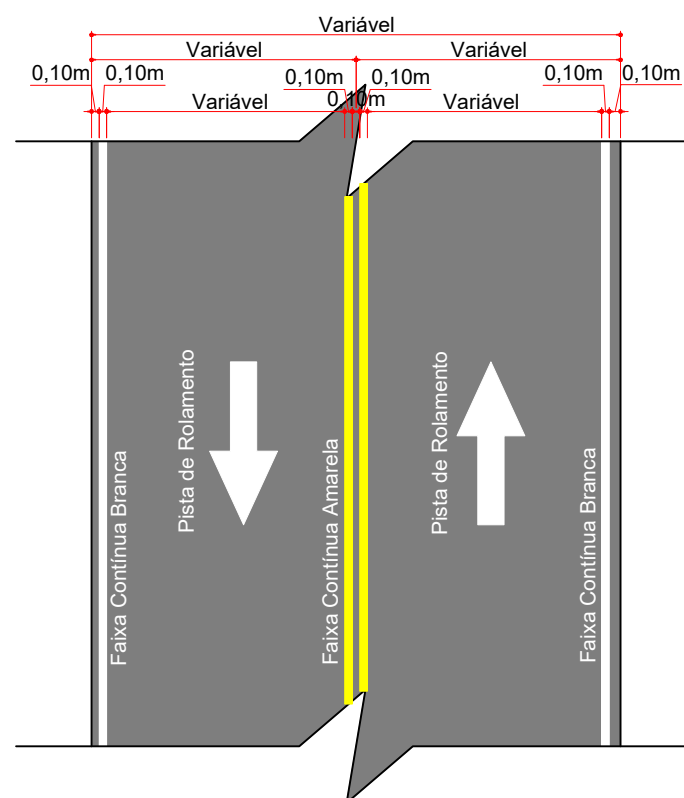 Variável
Variável Variável
0,10m 0,10m 0,10m 0,10m 0,10m 0,10m
Variável 0,10m Variável
Faixa Contínua Branca
Pista de Rolamento
Faixa Contínua Amarela
Pista de Rolamento
Faixa Contínua Branca